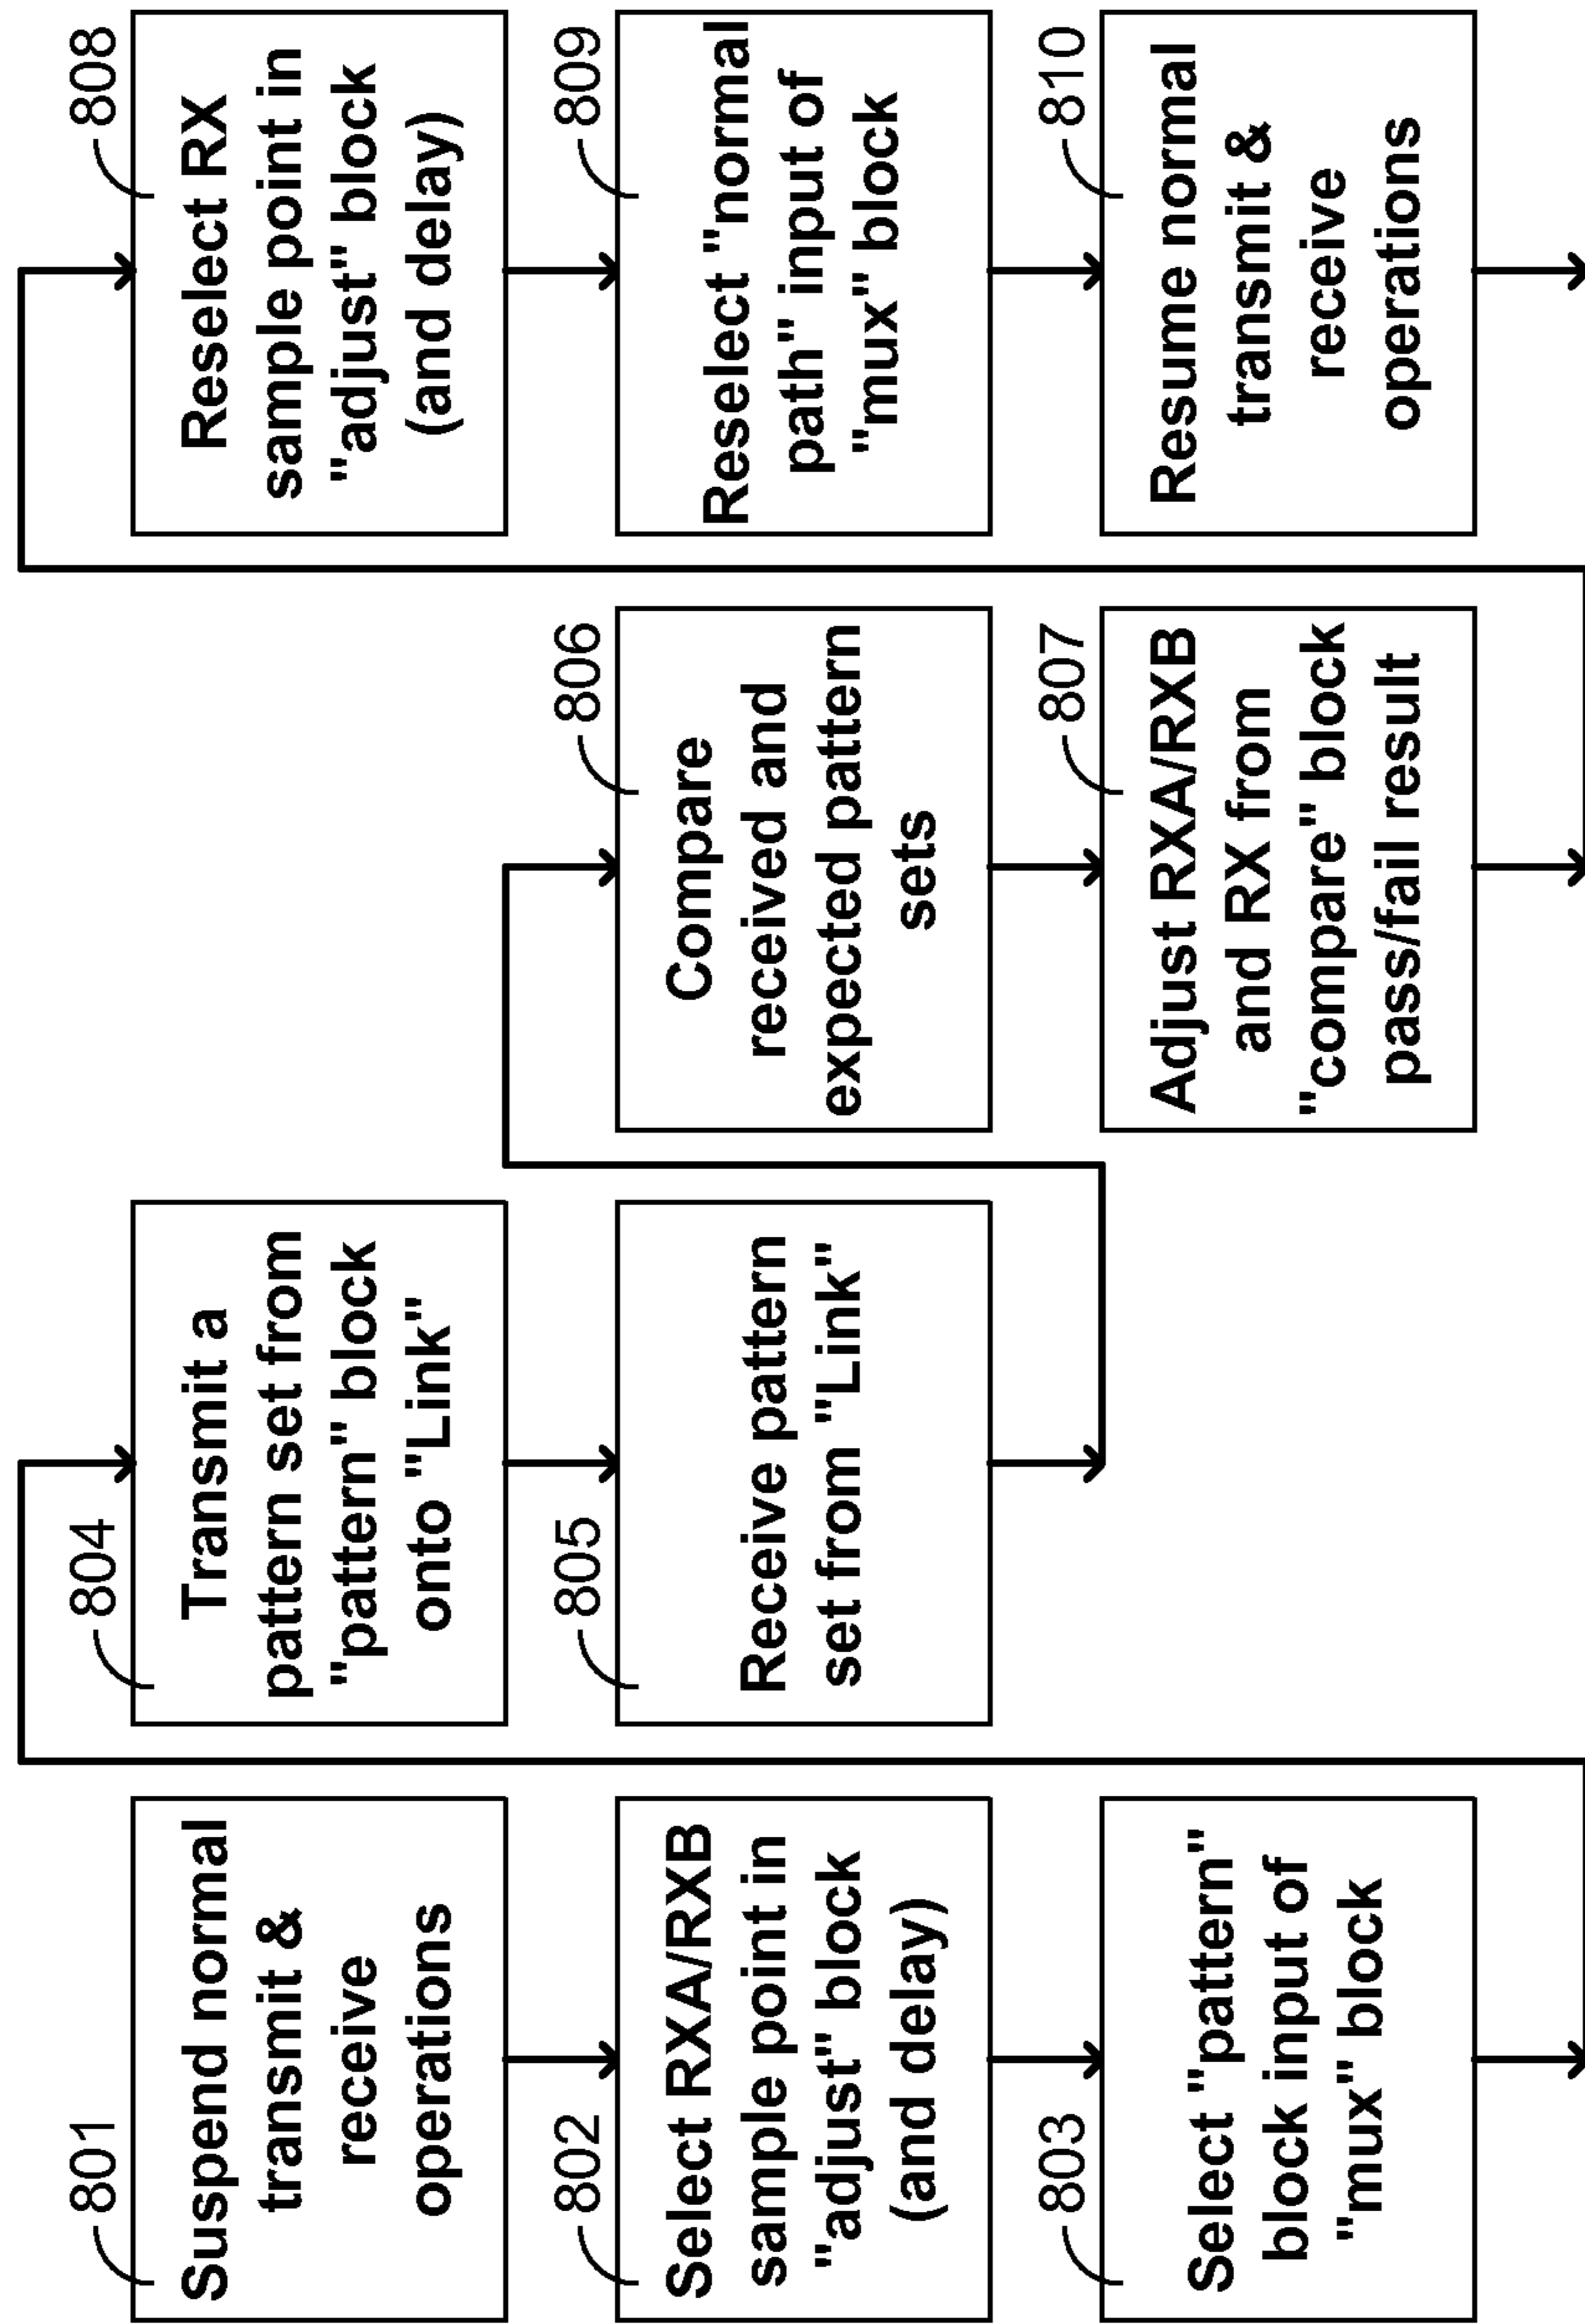 801
Suspend normal
transmit &
receive
operations
802
Select RXA/RXB
sample point in
"adjust" block
(and delay)
803
Select "pattern"
block input of
"mux" block
804
Transmit a
pattern set from
"pattern" block
onto "Link"
805
Receive pattern
set from "Link"
806
Compare
received and
expected pattern
sets
807
Adjust RXA/RXB
and RX from
"compare" block
pass/fail result
808
Reselect RX
sample point in
"adjust" block
(and delay)
809
Reselect "normal
path" input of
"mux" block
810
Resume normal
transmit &
receive
operations